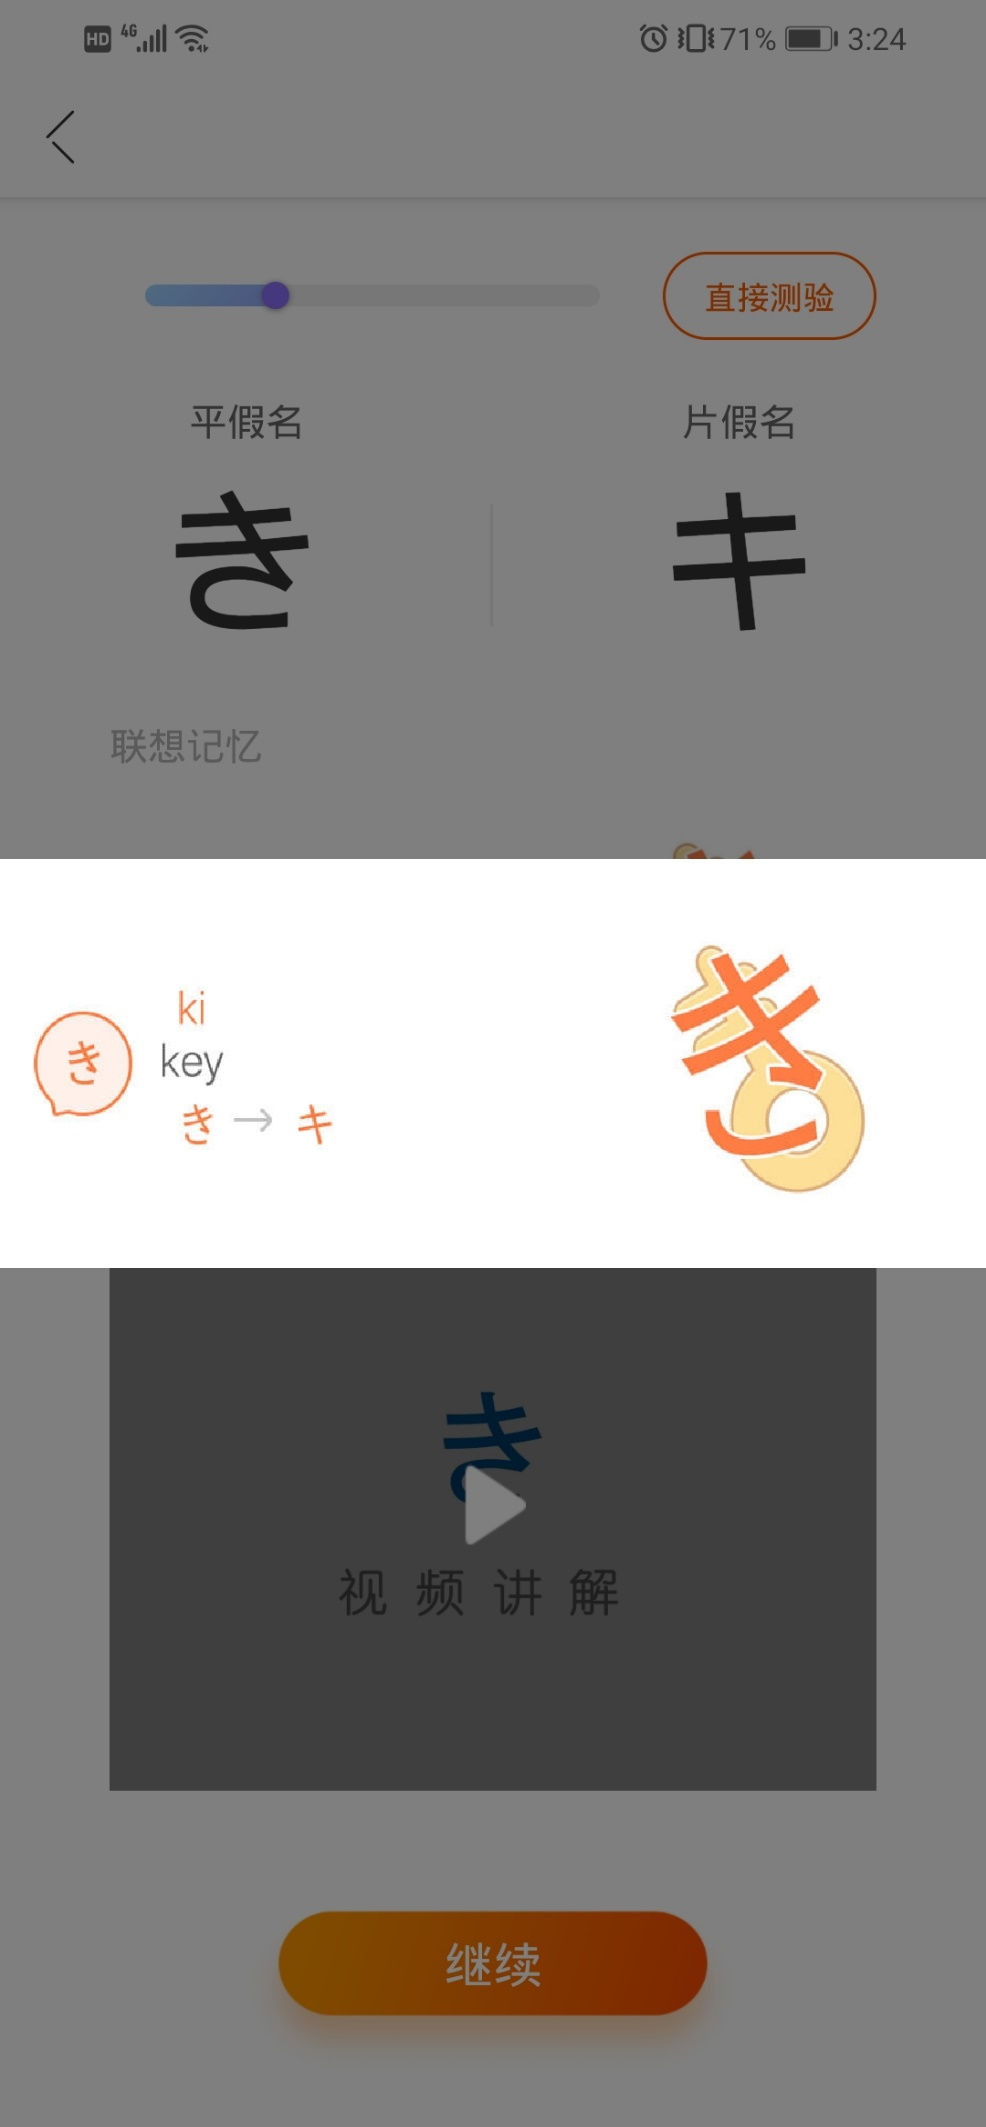 HD 4G 71% 3:24
直接测验
平假名 片假名
き キ
联想记忆
ki
き key
き → キ
き
き
视频讲解
继续